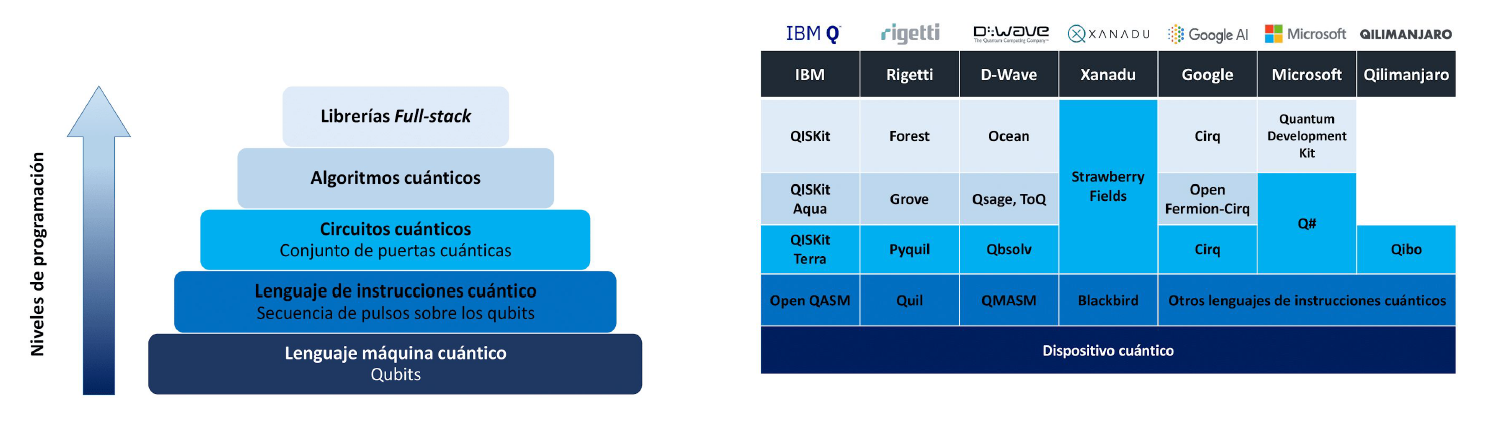 Niveles de programación
Librerías Full-stack
Algoritmos cuánticos
Circuitos cuánticos
Conjunto de puertas cuánticas
Lenguaje de instrucciones cuántico
Secuencia de pulsos sobre los qubits
Lenguaje máquina cuántico
Qubits
IBM Q rigetti D:wave XANADU Google AI Microsoft QILIMANJARO
The Quantum Computing Company
IBM Rigetti D-Wave Xanadu Google Microsoft Qilimanjaro
QISKit Forest Ocean Cirq Quantum
Development
Kit
Strawberry
Fields
QISKit
Aqua
Grove Qsage, ToQ Open
Fermion-Cirq
Q#
QISKit
Terra
Pyquil Qbsolv Cirq Qibo
Open QASM Quil QMASM Blackbird Otros lenguajes de instrucciones cuánticos
Dispositivo cuántico